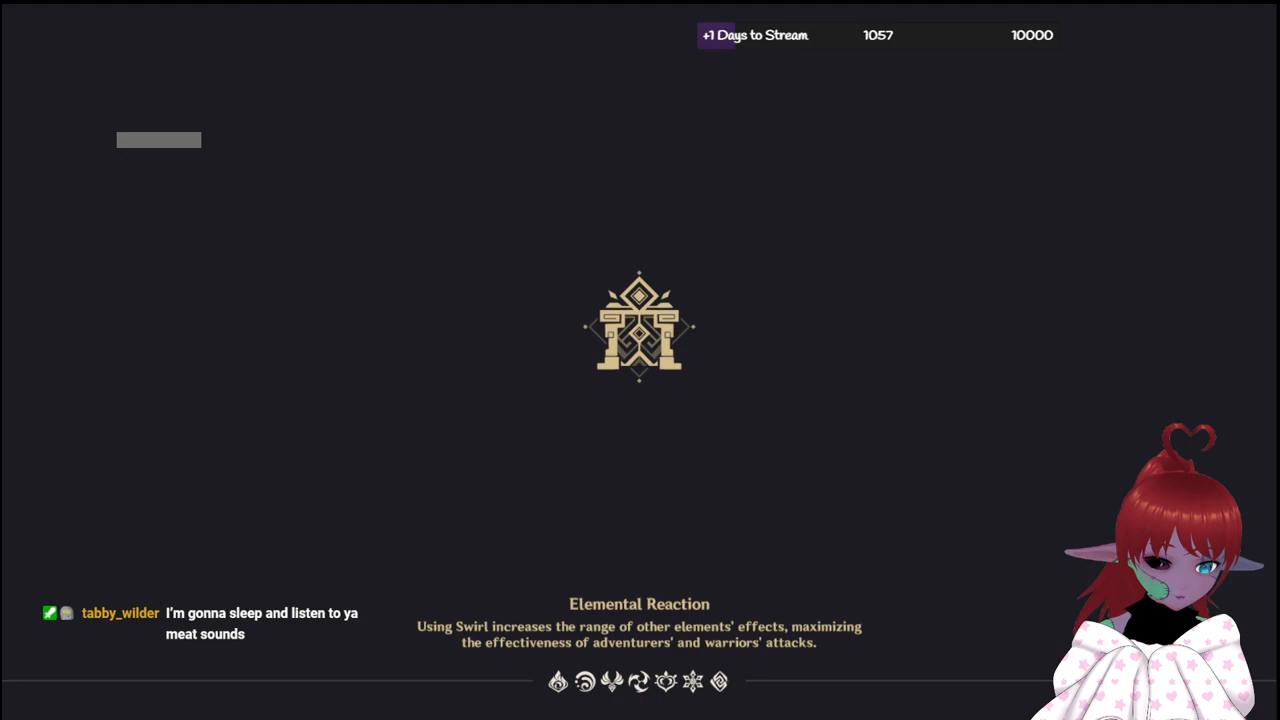 +1 Days to Stream 1057 10000
tabby_wilder I'm gonna sleep and listen to ya
meat sounds
Elemental Reaction
Using Swirl increases the range of other elements' effects, maximizing
the effectiveness of adventurers' and warriors' attacks.